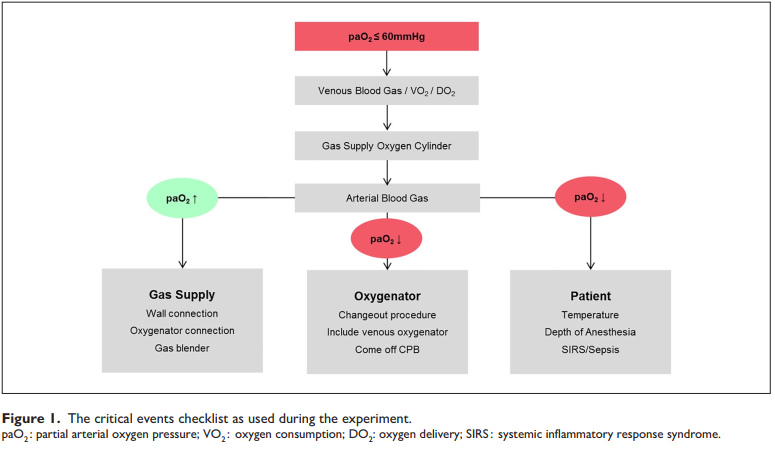 paO₂ ≦ 60mmHg
Venous Blood Gas / VO₂ / DO₂
Gas Supply Oxygen Cylinder
Arterial Blood Gas
paO₂ ↑
paO₂ ↓
paO₂ ↓
Gas Supply
Wall connection
Oxygenator connection
Gas blender
Oxygenator
Changeout procedure
Include venous oxygenator
Come off CPB
Patient
Temperature
Depth of Anesthesia
SIRS/Sepsis
Figure 1. The critical events checklist as used during the experiment.
paO₂: partial arterial oxygen pressure; VO₂: oxygen consumption; DO₂: oxygen delivery; SIRS: systemic inflammatory response syndrome.